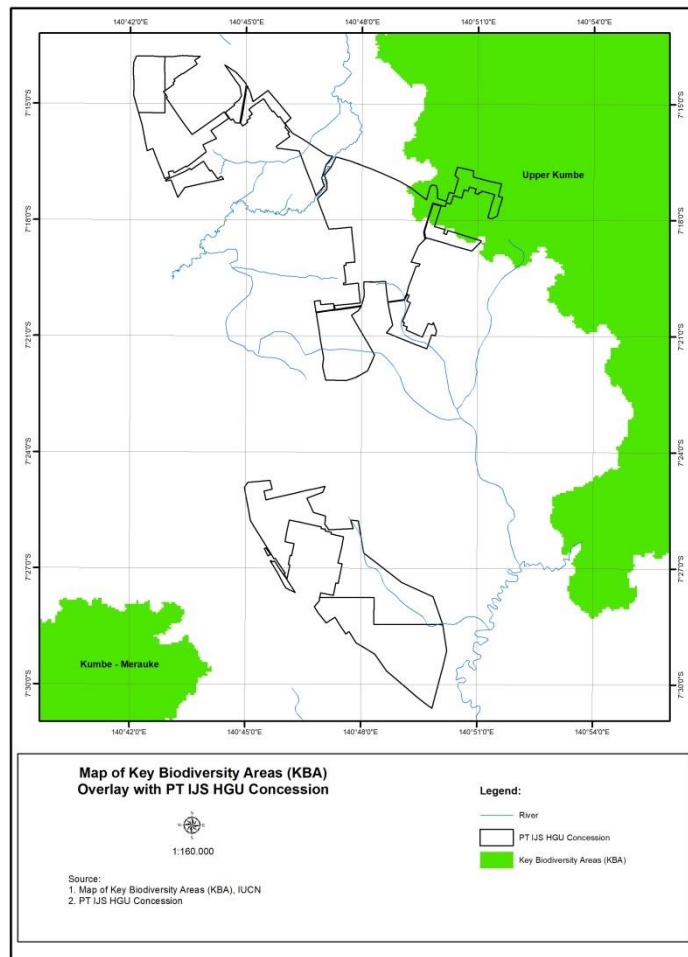 140°42'0"E 140°45'0"E 140°48'0"E 140°51'0"E 140°54'0"E
7°15'0"S 7°15'0"S
Upper Kumbe
7°18'0"S 7°18'0"S
7°21'0"S 7°21'0"S
7°24'0"S 7°24'0"S
7°27'0"S 7°27'0"S
Kumbe - Merauke
7°30'0"S 7°30'0"S
140°42'0"E 140°45'0"E 140°48'0"E 140°51'0"E 140°54'0"E
Map of Key Biodiversity Areas (KBA)
Overlay with PT IJS HGU Concession
1:160.000
Source:
1. Map of Key Biodiversity Areas (KBA), IUCN
2. PT IJS HGU Concession
Legend:
River
PT IJS HGU Concession
Key Biodiversity Areas (KBA)